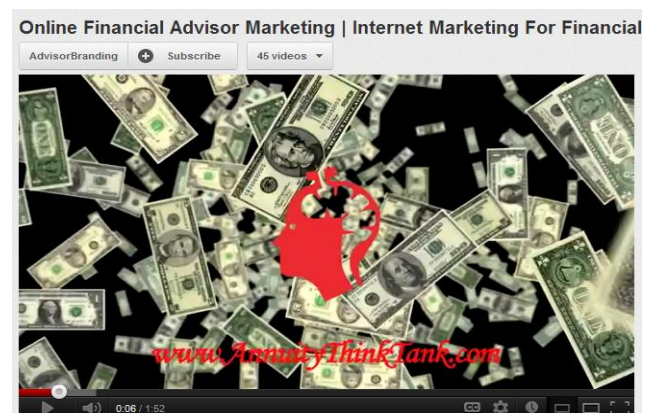 Online Financial Advisor Marketing | Internet Marketing For Financial
AdvisorBranding Subscribe 45 videos
www.AnnuityThinkTank.com
0:06 / 1:52
CC